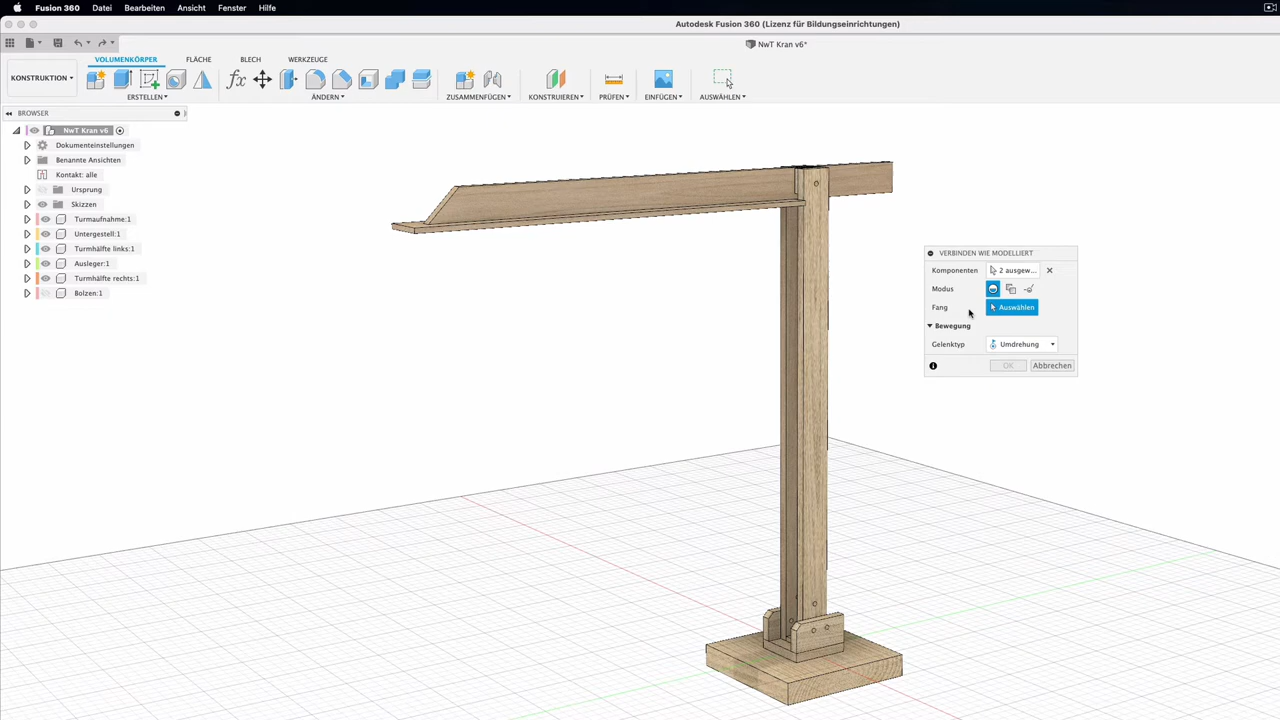 Fusion 360 Datei Bearbeiten Ansicht Fenster Hilfe
Autodesk Fusion 360 (Lizenz für Bildungseinrichtungen)
NwT Kran v6*
VOLUMENKÖRPER FLÄCHE BLECH WERKZEUGE
KONSTRUKTION
ERSTELLEN ÄNDERN ZUSAMMENFÜGEN KONSTRUIEREN PRÜFEN EINFÜGEN AUSWÄHLEN
BROWSER
NwT Kran v6
Dokumenteinstellungen
Benannte Ansichten
Kontakt: alle
Ursprung
Skizzen
Turmaufnahme:1
Untergestell:1
Turmhälfte links:1
Ausleger:1
Turmhälfte rechts:1
Bolzen:1
VERBINDEN WIE MODELLIERT
Komponenten 2 ausgew...
Modus
Fang Auswählen
Bewegung
Gelenktyp Umdrehung
OK Abbrechen